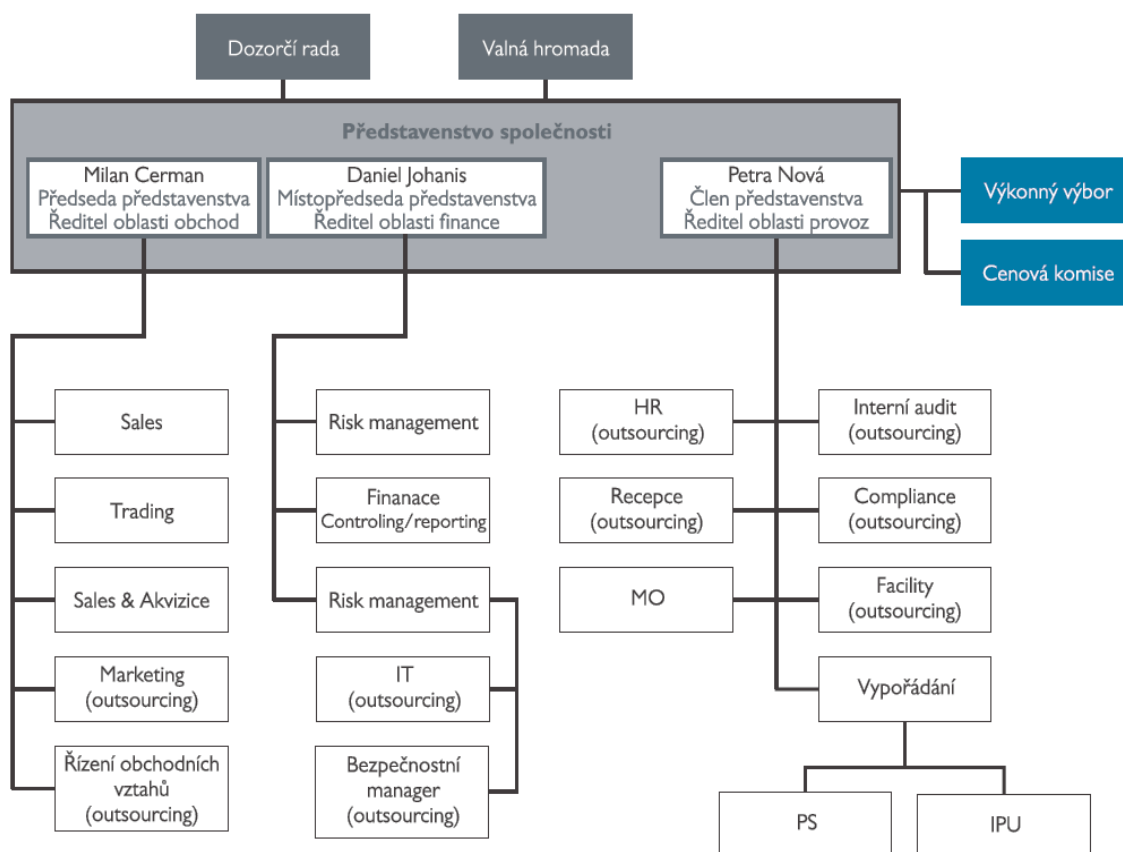 Dozorčí rada
Valná hromada
Představenstvo společnosti
Milan Cerman
Předseda představenstva
Ředitel oblasti obchod
Daniel Johanis
Místopředseda představenstva
Ředitel oblasti finance
Petra Nová
Člen představenstva
Ředitel oblasti provoz
Výkonný výbor
Cenová komise
Sales
Trading
Sales & Akvizice
Marketing
(outsourcing)
Řízení obchodních
vztahů
(outsourcing)
Risk management
Finanace
Controling/reporting
Risk management
IT
(outsourcing)
Bezpečnostní
manager
(outsourcing)
HR
(outsourcing)
Recepce
(outsourcing)
MO
Interní audit
(outsourcing)
Compliance
(outsourcing)
Facility
(outsourcing)
Vypořádání
PS
IPU